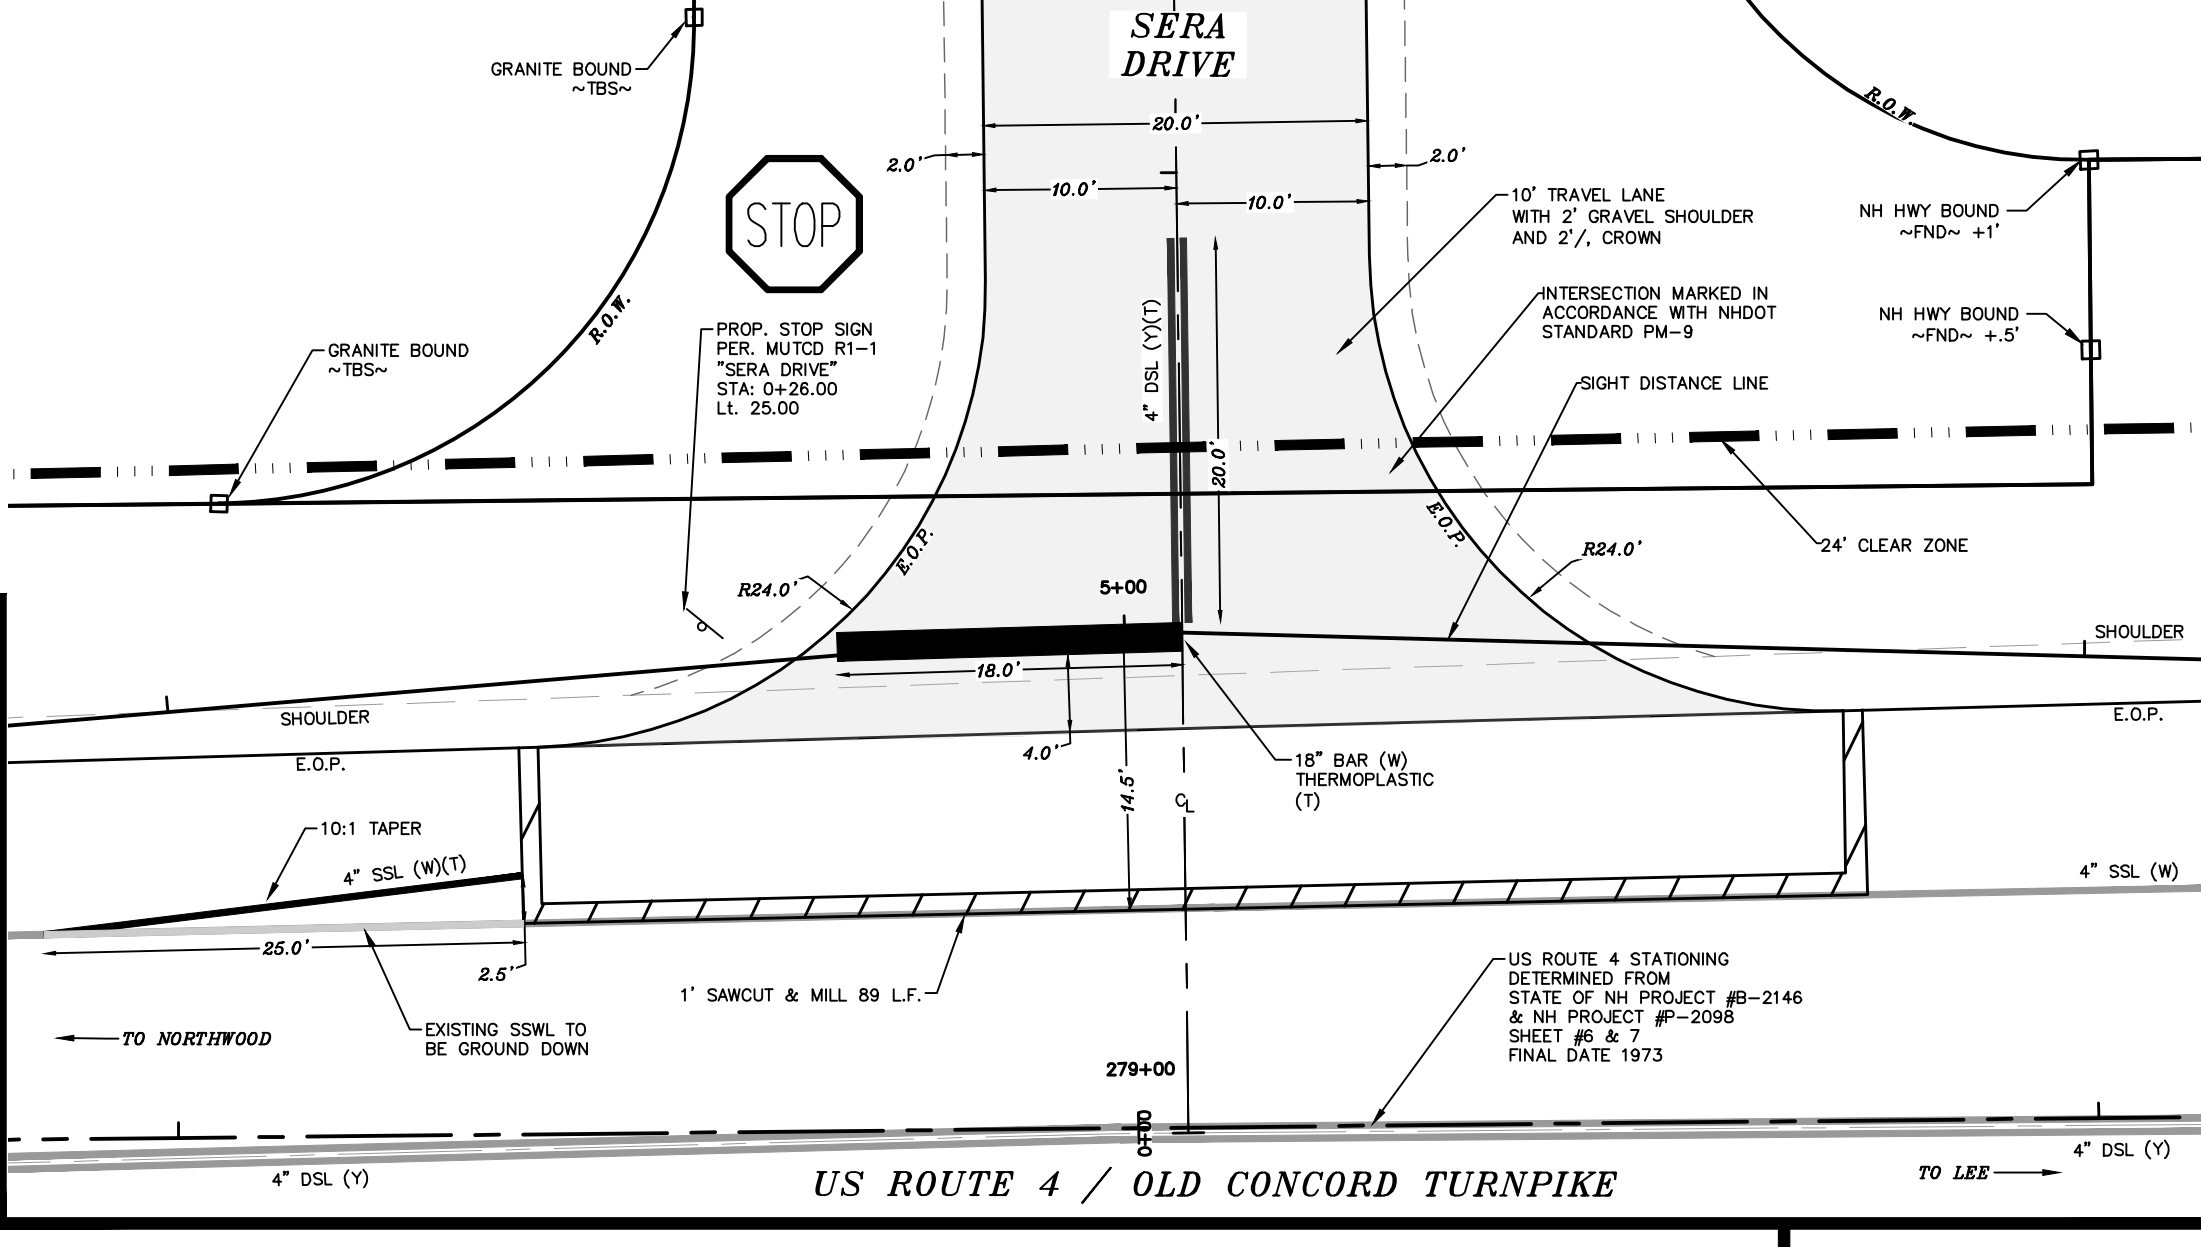 SERA
DRIVE
GRANITE BOUND
~TBS~
R.O.W.
20.0'
2.0'
2.0'
10.0'
10.0'
STOP
10' TRAVEL LANE
WITH 2' GRAVEL SHOULDER
AND 2'/, CROWN
NH HWY BOUND
~FND~ +1'
INTERSECTION MARKED IN
ACCORDANCE WITH NHDOT
STANDARD PM-9
NH HWY BOUND
~FND~ +.5'
R.O.W.
4" DSL (Y)(T)
PROP. STOP SIGN
PER. MUTCD R1-1
"SERA DRIVE"
STA: 0+26.00
Lt. 25.00
GRANITE BOUND
~TBS~
SIGHT DISTANCE LINE
20.0'
E.O.P.
E.O.P.
24' CLEAR ZONE
R24.0'
R24.0'
5+00
SHOULDER
18.0'
SHOULDER
E.O.P.
4.0'
E.O.P.
14.5'
18" BAR (W)
THERMOPLASTIC
(T)
CL
10:1 TAPER
4" SSL (W)(T)
4" SSL (W)
25.0'
2.5'
1' SAWCUT & MILL 89 L.F.
US ROUTE 4 STATIONING
DETERMINED FROM
STATE OF NH PROJECT #B-2146
& NH PROJECT #P-2098
SHEET #6 & 7
FINAL DATE 1973
TO NORTHWOOD
EXISTING SSWL TO
BE GROUND DOWN
279+00
0+00
4" DSL (Y)
US ROUTE 4 / OLD CONCORD TURNPIKE
TO LEE
4" DSL (Y)